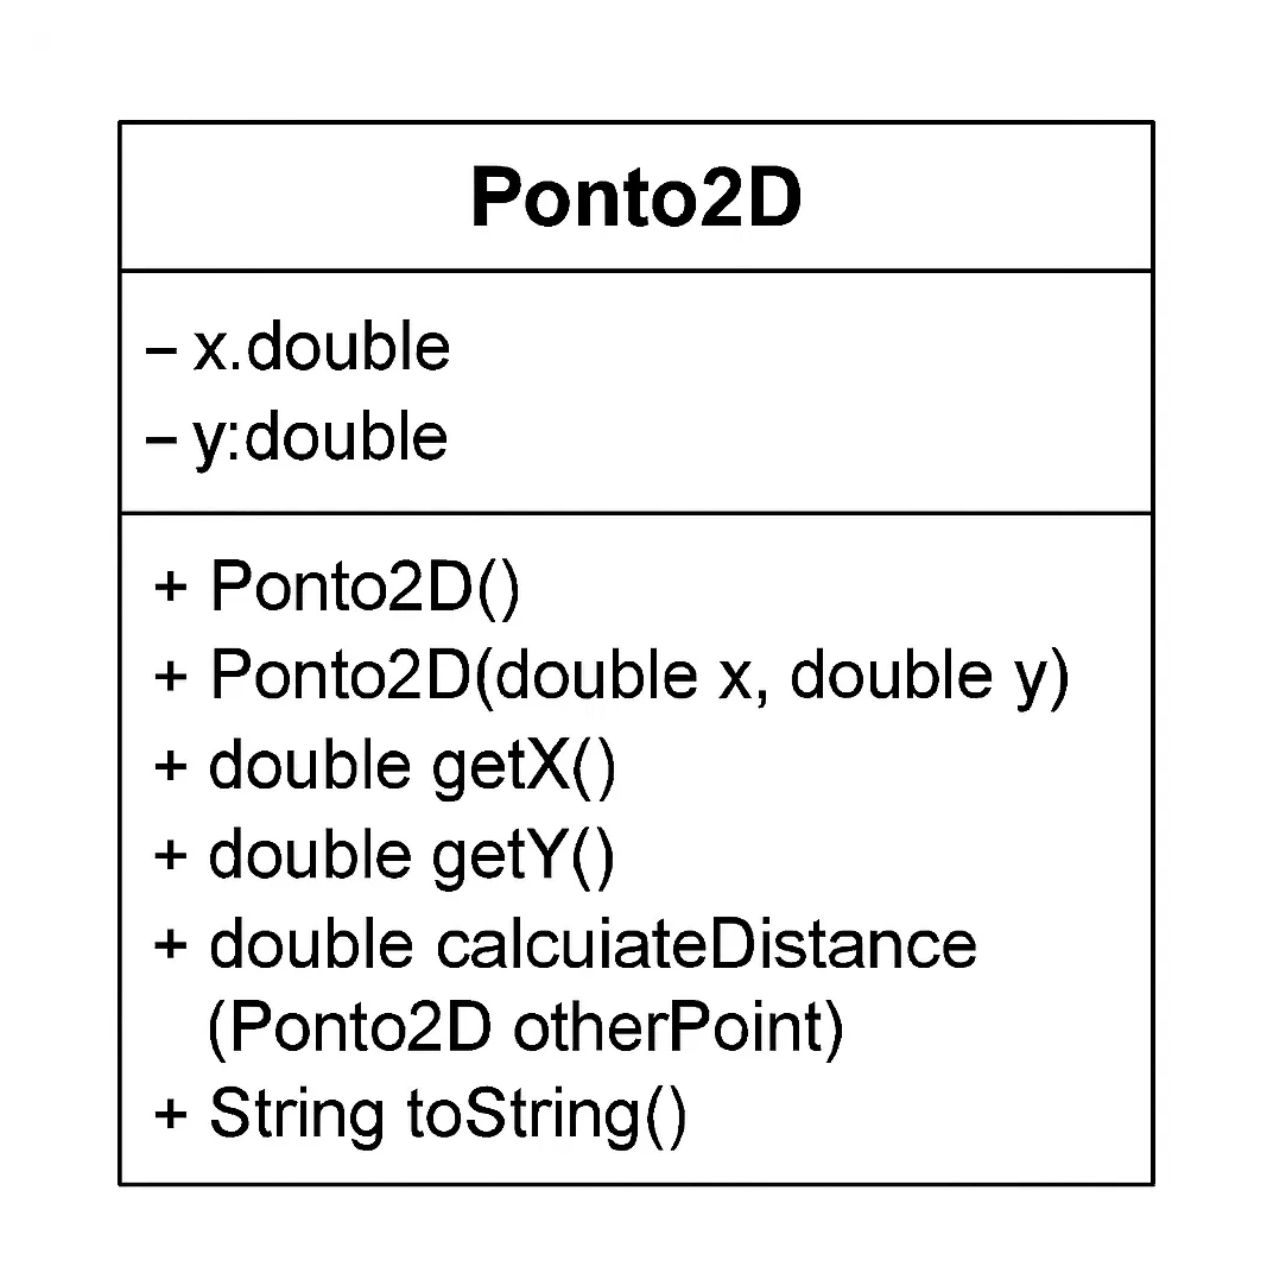 Ponto2D
– x.double
– y:double
+ Ponto2D()
+ Ponto2D(double x, double y)
+ double getX()
+ double getY()
+ double calcuiateDistance
(Ponto2D otherPoint)
+ String toString()